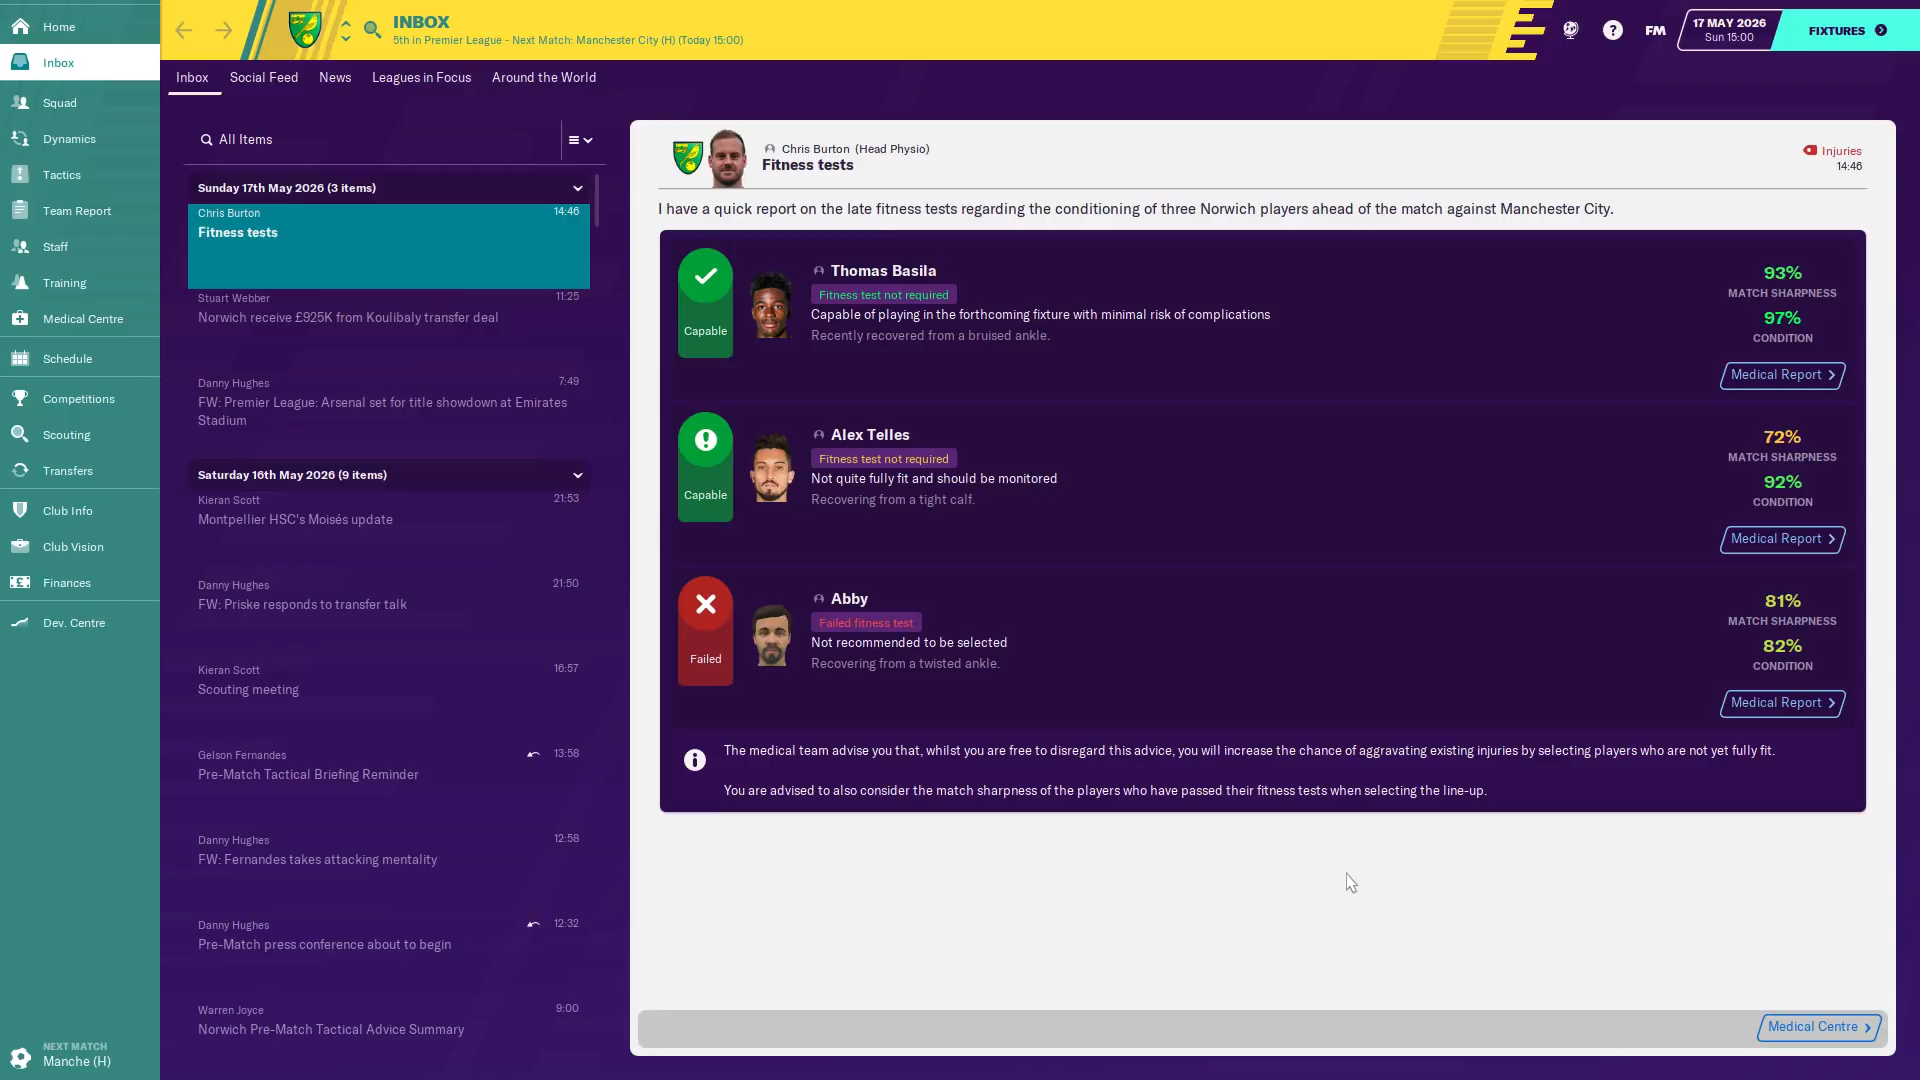 Home
Inbox
Squad
Dynamics
Tactics
Team Report
Staff
Training
Medical Centre
Schedule
Competitions
Scouting
Transfers
Club Info
Club Vision
Finances
Dev. Centre
NEXT MATCH
Manche (H)
INBOX
5th in Premier League - Next Match: Manchester City (H) (Today 15:00)
?
FM
17 MAY 2026
Sun 15:00
FIXTURES
Inbox
Social Feed
News
Leagues in Focus
Around the World
All Items
Sunday 17th May 2026 (3 items)
Chris Burton
14:46
Fitness tests
Stuart Webber
11:25
Norwich receive £925K from Koulibaly transfer deal
Danny Hughes
7:49
FW: Premier League: Arsenal set for title showdown at Emirates
Stadium
Saturday 16th May 2026 (9 items)
Kieran Scott
21:53
Montpellier HSC's Moisés update
Danny Hughes
21:50
FW: Priske responds to transfer talk
Kieran Scott
16:57
Scouting meeting
Gelson Fernandes
13:58
Pre-Match Tactical Briefing Reminder
Danny Hughes
12:58
FW: Fernandes takes attacking mentality
Danny Hughes
12:32
Pre-Match press conference about to begin
Warren Joyce
9:00
Norwich Pre-Match Tactical Advice Summary
Chris Burton (Head Physio)
Fitness tests
Injuries
14:46
I have a quick report on the late fitness tests regarding the conditioning of three Norwich players ahead of the match against Manchester City.
Capable
Thomas Basila
Fitness test not required
Capable of playing in the forthcoming fixture with minimal risk of complications
Recently recovered from a bruised ankle.
93%
MATCH SHARPNESS
97%
CONDITION
Medical Report
Capable
Alex Telles
Fitness test not required
Not quite fully fit and should be monitored
Recovering from a tight calf.
72%
MATCH SHARPNESS
92%
CONDITION
Medical Report
Failed
Abby
Failed fitness test
Not recommended to be selected
Recovering from a twisted ankle.
81%
MATCH SHARPNESS
82%
CONDITION
Medical Report
The medical team advise you that, whilst you are free to disregard this advice, you will increase the chance of aggravating existing injuries by selecting players who are not yet fully fit.
You are advised to also consider the match sharpness of the players who have passed their fitness tests when selecting the line-up.
Medical Centre